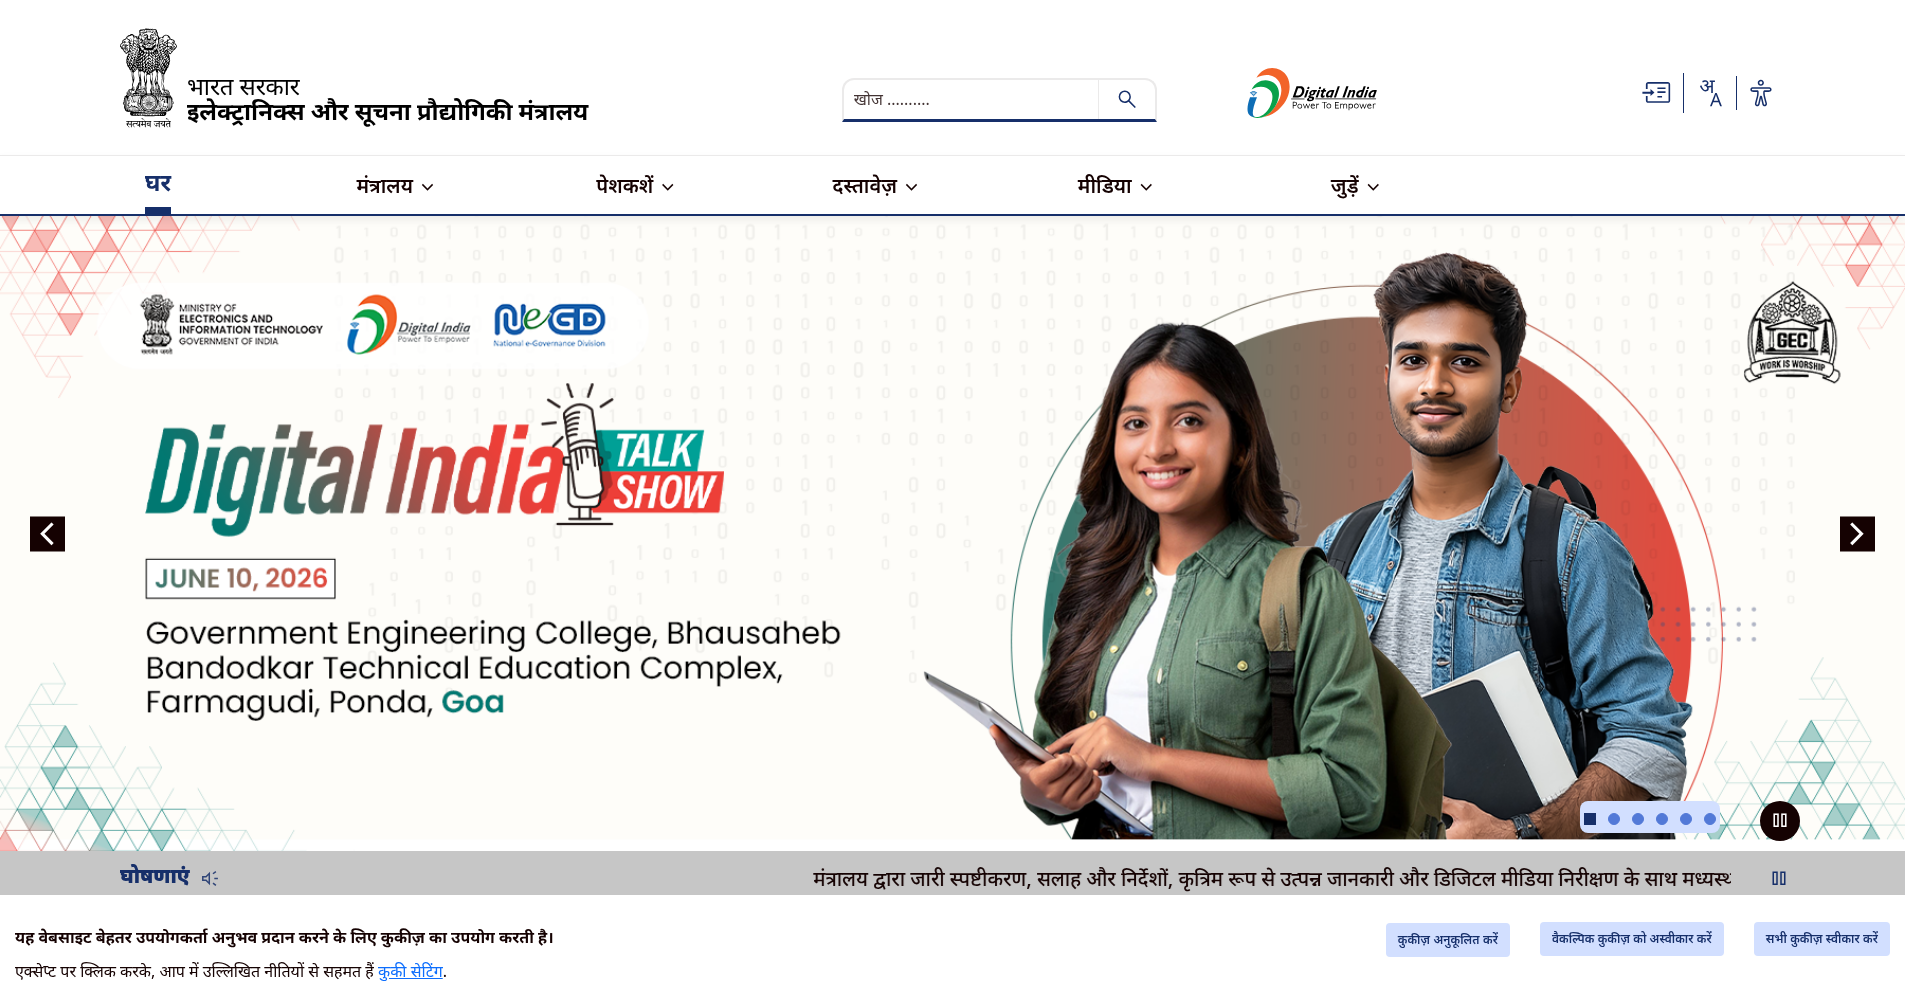 भारत सरकार
इलेक्ट्रानिक्स और सूचना प्रौद्योगिकी मंत्रालय
सत्यमेव जयते
खोज ..........
Digital India
Power To Empower
अ
A
घर
मंत्रालय
पेशकशें
दस्तावेज़
मीडिया
जुड़ें
MINISTRY OF
ELECTRONICS AND
INFORMATION TECHNOLOGY
GOVERNMENT OF INDIA
सत्यमेव जयते
Digital India
Power To Empower
NeGD
National e-Governance Division
GEC
WORK IS WORSHIP
Digital India
TALK
SHOW
JUNE 10, 2026
Government Engineering College, Bhausaheb
Bandodkar Technical Education Complex,
Farmagudi, Ponda, Goa
घोषणाएं
मंत्रालय द्वारा जारी स्पष्टीकरण, सलाह और निर्देशों, कृत्रिम रूप से उत्पन्न जानकारी और डिजिटल मीडिया निरीक्षण के साथ
यह वेबसाइट बेहतर उपयोगकर्ता अनुभव प्रदान करने के लिए कुकीज़ का उपयोग करती है।
एक्सेप्ट पर क्लिक करके, आप में उल्लिखित नीतियों से सहमत हैं कुकी सेटिंग.
कुकीज़ अनुकूलित करें
वैकल्पिक कुकीज़ को अस्वीकार करें
सभी कुकीज़ स्वीकार करें